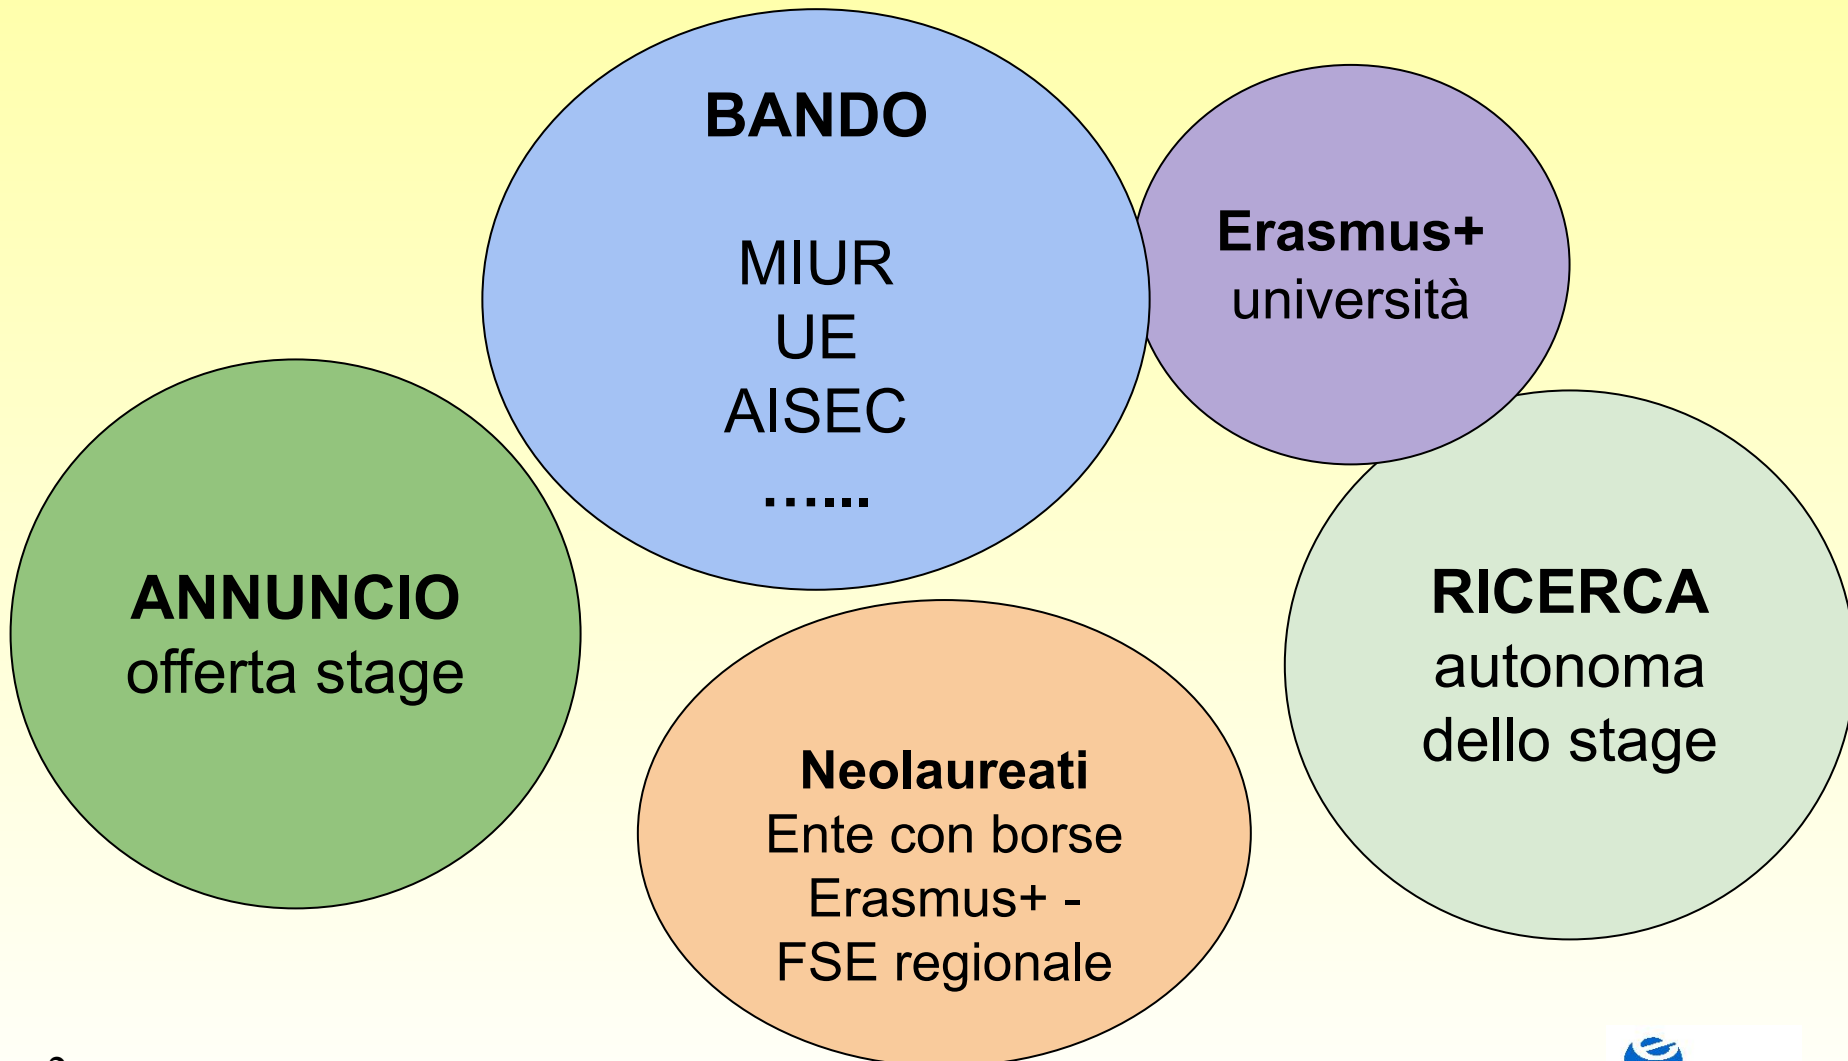 BANDO
MIUR
UE
AISEC
…...
Erasmus+
università
ANNUNCIO
offerta stage
RICERCA
autonoma
dello stage
Neolaureati
Ente con borse
Erasmus+ -
FSE regionale